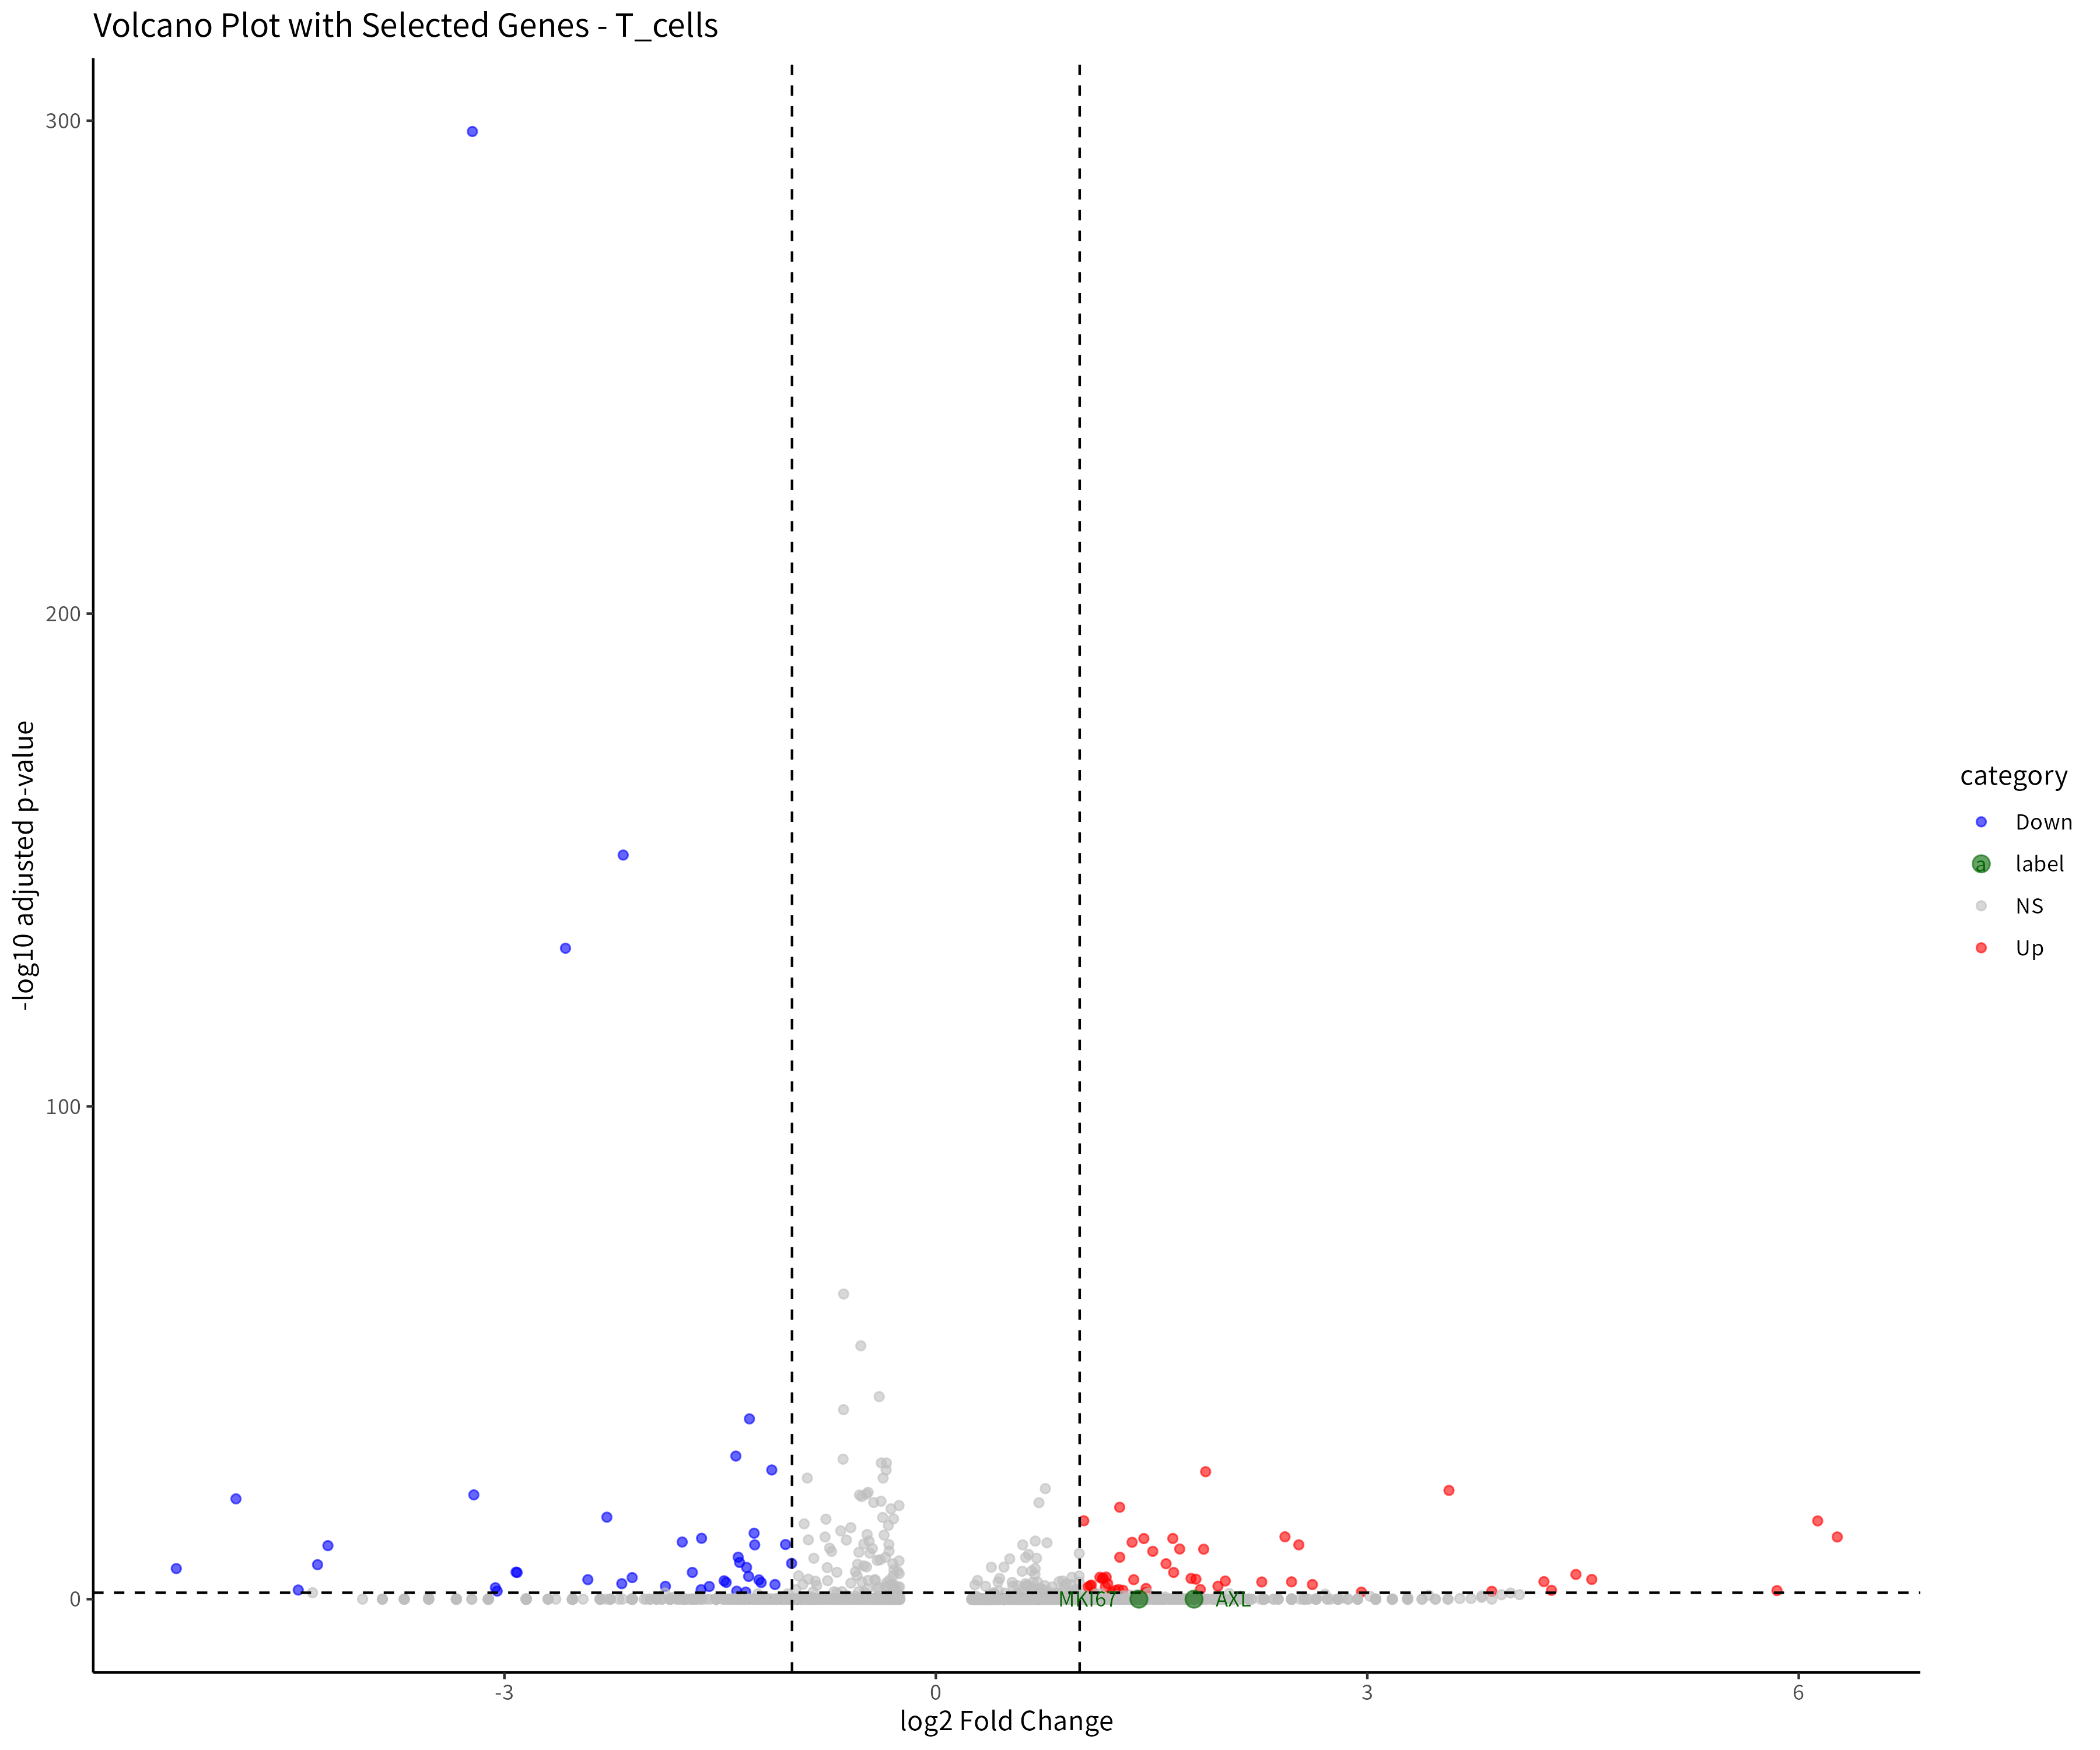 Volcano Plot with Selected Genes - T_cells
-log10 adjusted p-value
300
200
100
0
MKI67
AXL
-3
0
3
6
log2 Fold Change
category
Down
a
label
NS
Up